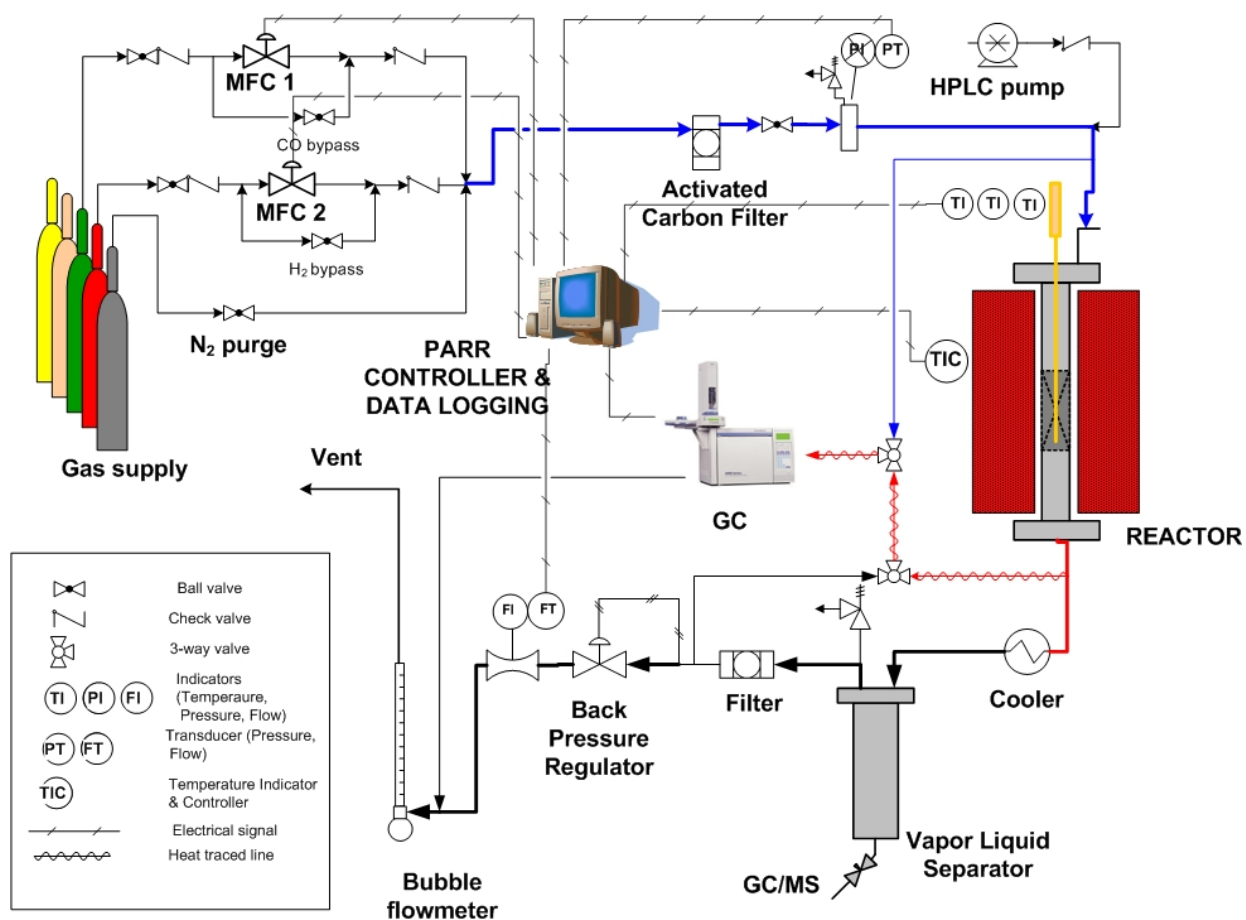 PI
PT
HPLC pump
MFC 1
CO bypass
MFC 2
H2 bypass
N2 purge
Gas supply
Activated
Carbon Filter
TI
TI
TI
TIC
PARR
CONTROLLER &
DATA LOGGING
GC
REACTOR
Vent
FI
FT
Back
Pressure
Regulator
Filter
Cooler
Vapor Liquid
Separator
GC/MS
Bubble
flowmeter
Ball valve
Check valve
3-way valve
TI
PI
FI
Indicators
(Temperaure,
Pressure, Flow)
PT
FT
Transducer (Pressure,
Flow)
TIC
Temperature Indicator
& Controller
Electrical signal
Heat traced line